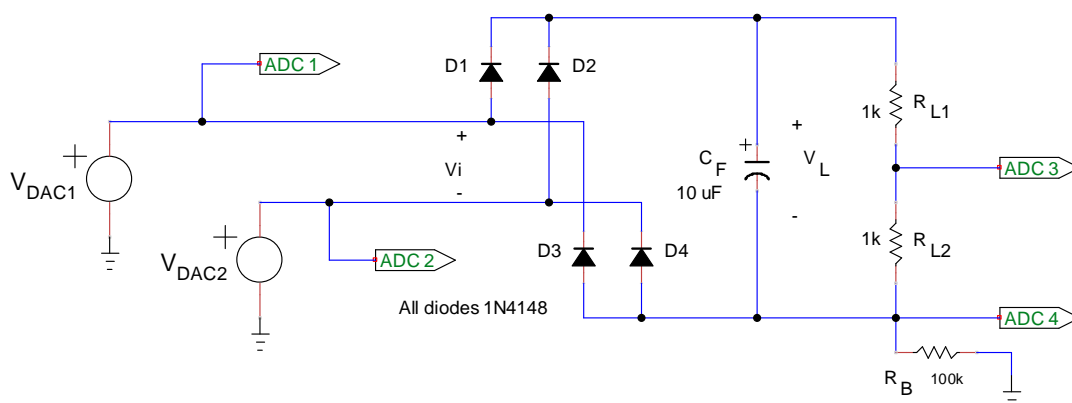 ADC 1
D1
D2
+
1k
R L1
+
V DAC1
+
Vi
-
C F
+
10 uF
+
V L
-
ADC 3
+
V DAC2
ADC 2
D3
D4
1k
R L2
All diodes 1N4148
ADC 4
R B
100k